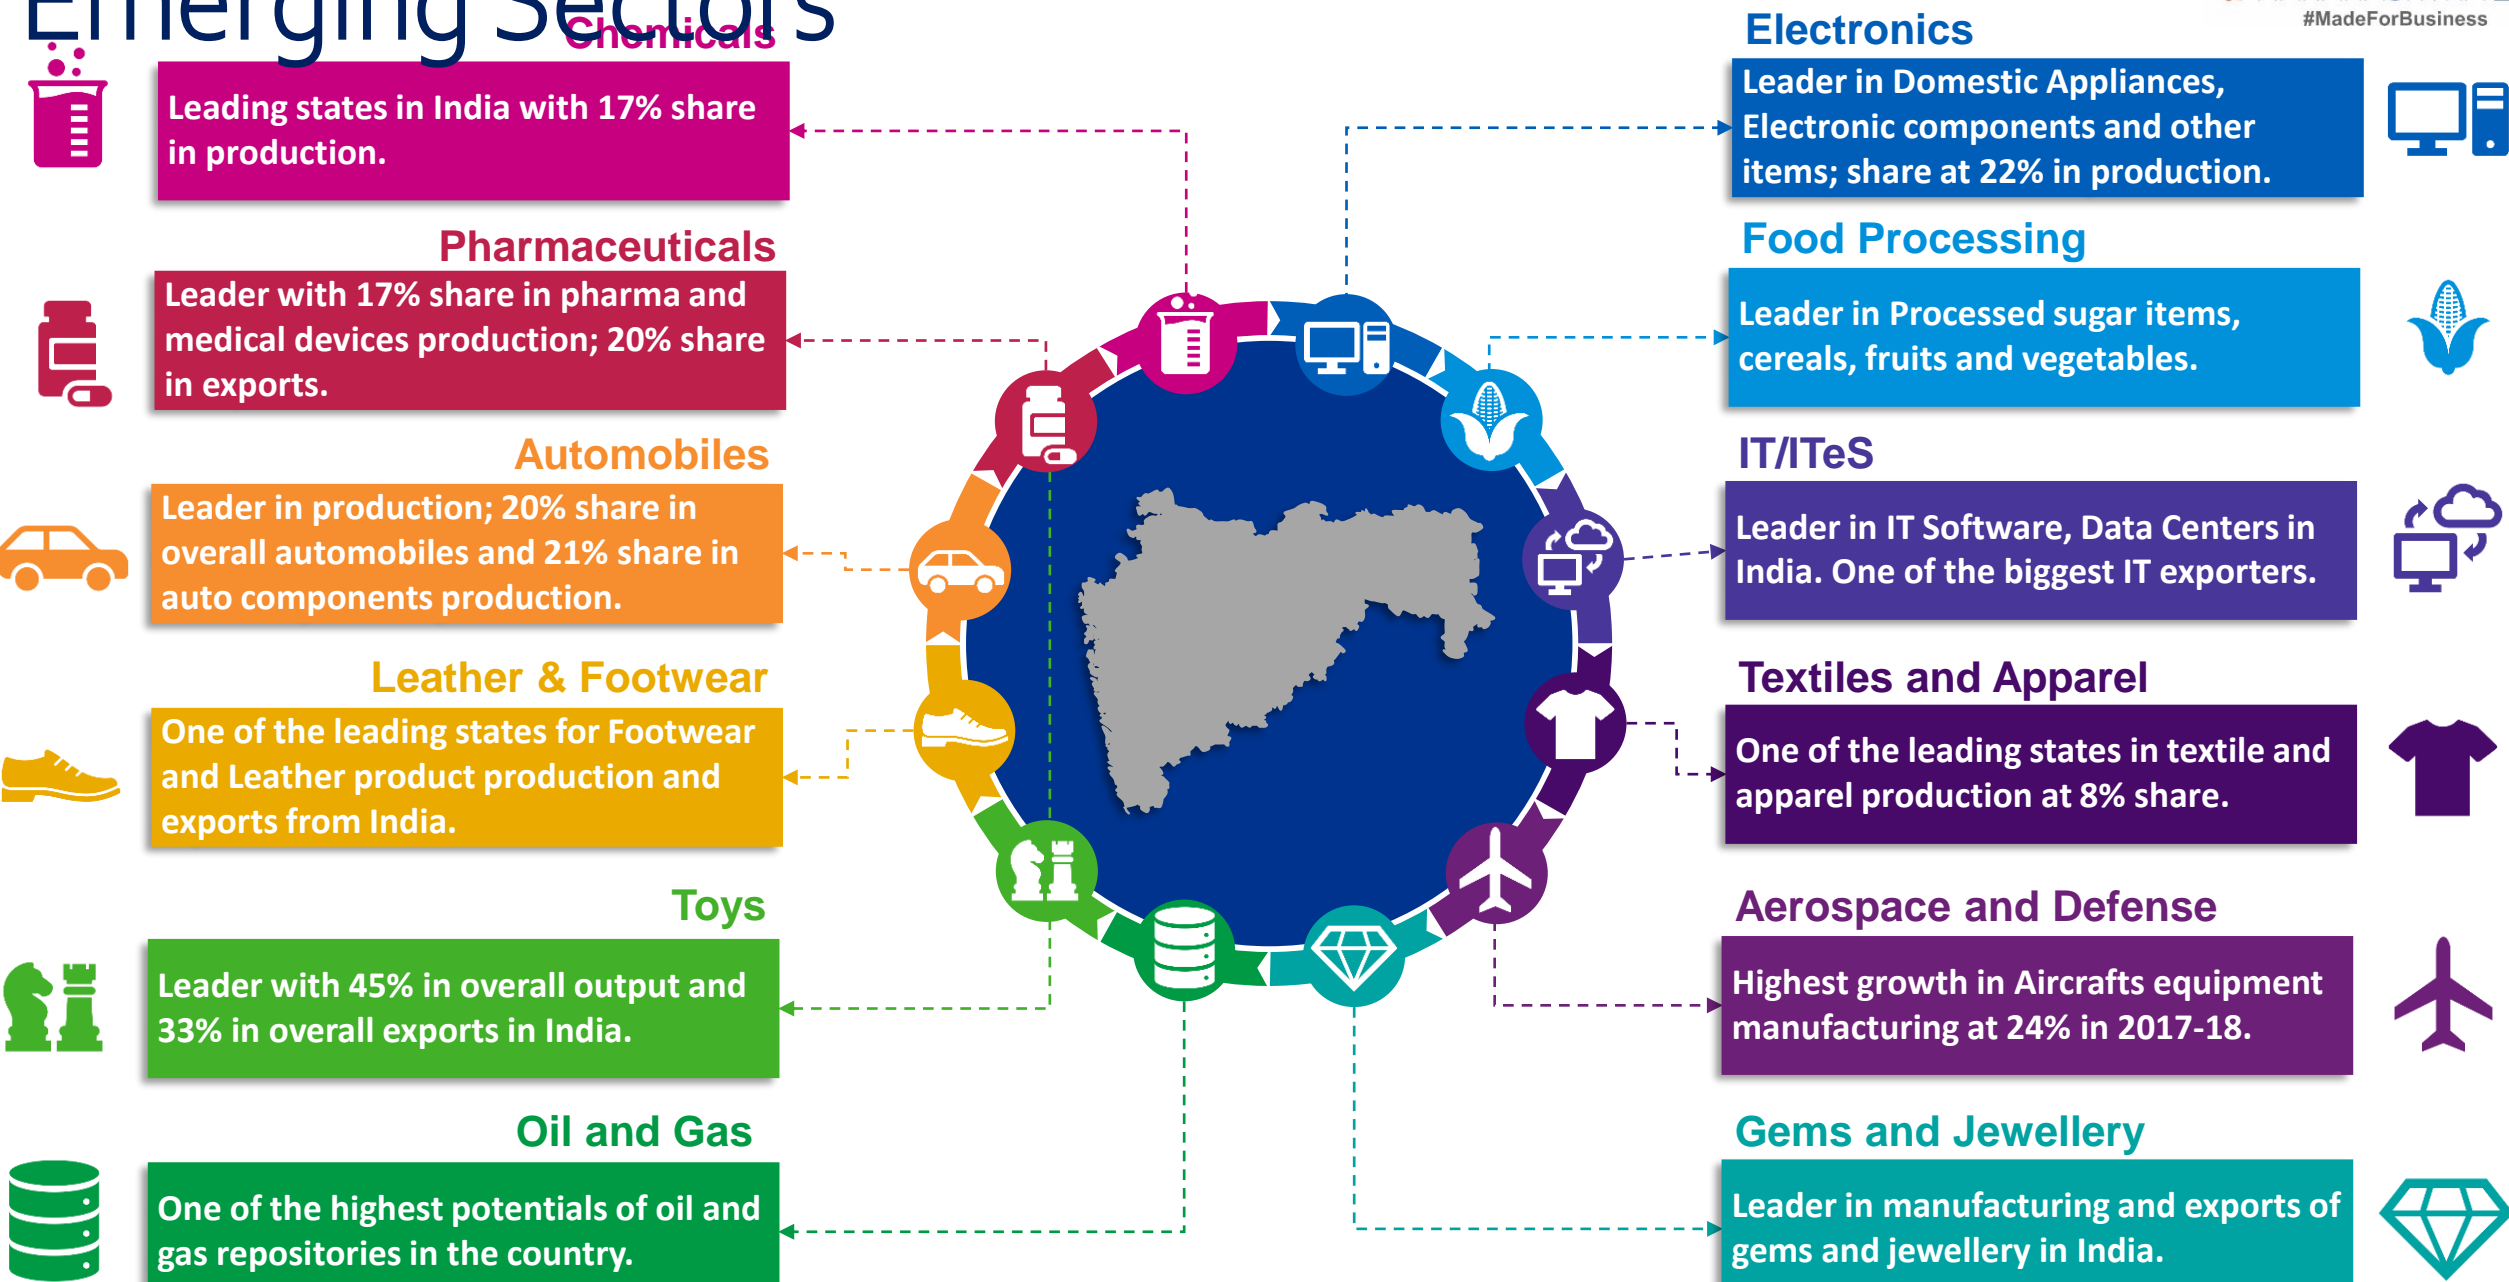 Emerging Sectors
#MadeForBusiness
Chemicals
Leading states in India with 17% share
in production.
Pharmaceuticals
Leader with 17% share in pharma and
medical devices production; 20% share
in exports.
Automobiles
Leader in production; 20% share in
overall automobiles and 21% share in
auto components production.
Leather & Footwear
One of the leading states for Footwear
and Leather product production and
exports from India.
Toys
Leader with 45% in overall output and
33% in overall exports in India.
Oil and Gas
One of the highest potentials of oil and
gas repositories in the country.
Electronics
Leader in Domestic Appliances,
Electronic components and other
items; share at 22% in production.
Food Processing
Leader in Processed sugar items,
cereals, fruits and vegetables.
IT/ITeS
Leader in IT Software, Data Centers in
India. One of the biggest IT exporters.
Textiles and Apparel
One of the leading states in textile and
apparel production at 8% share.
Aerospace and Defense
Highest growth in Aircrafts equipment
manufacturing at 24% in 2017-18.
Gems and Jewellery
Leader in manufacturing and exports of
gems and jewellery in India.